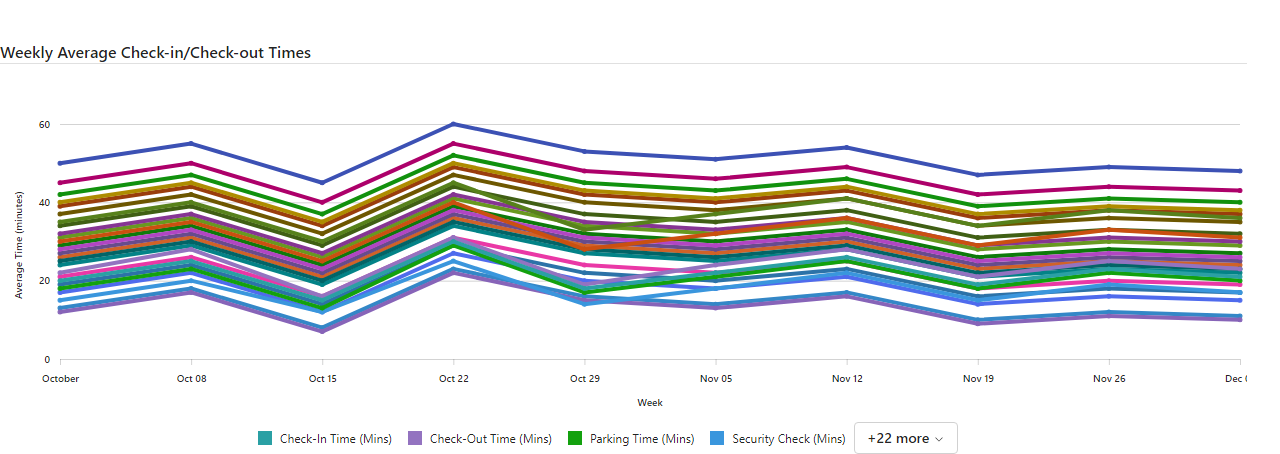 Weekly Average Check-in/Check-out Times
Average Time (minutes)
60
40
20
0
October Oct 08 Oct 15 Oct 22 Oct 29 Nov 05 Nov 12 Nov 19 Nov 26 Dec
Week
Check-In Time (Mins) Check-Out Time (Mins) Parking Time (Mins) Security Check (Mins) +22 more